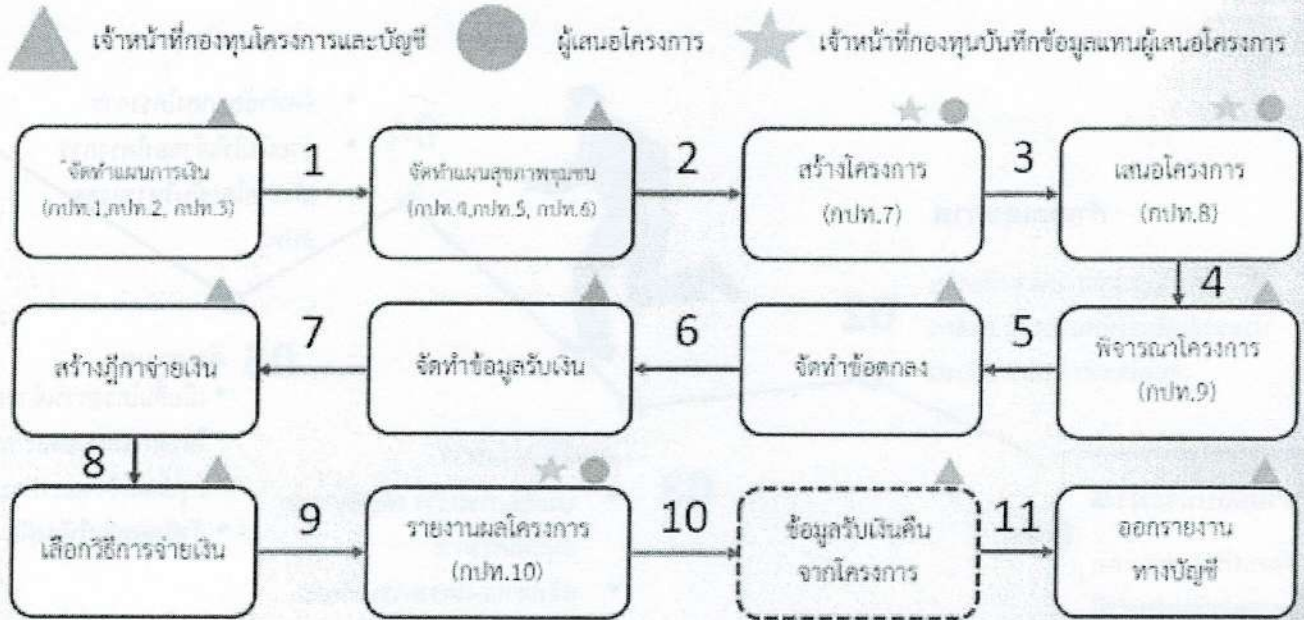 เจ้าหน้าที่กองทุนโครงการและบัญชี
ผู้เสนอโครงการ
เจ้าหน้าที่กองทุนบันทึกข้อมูลแทนผู้เสนอโครงการ
จัดทำแผนการเงิน
(กปท.1,กปท.2, กปท.3)
1
จัดทำแผนสุขภาพชุมชน
(กปท.4,กปท.5, กปท.6)
2
สร้างโครงการ
(กปท.7)
3
เสนอโครงการ
(กปท.8)
4
พิจารณาโครงการ
(กปท.9)
5
จัดทำข้อตกลง
6
จัดทำข้อมูลรับเงิน
7
สร้างฎีกาจ่ายเงิน
8
เลือกวิธีการจ่ายเงิน
9
รายงานผลโครงการ
(กปท.10)
10
ข้อมูลรับเงินคืน
จากโครงการ
11
ออกรายงาน
ทางบัญชี